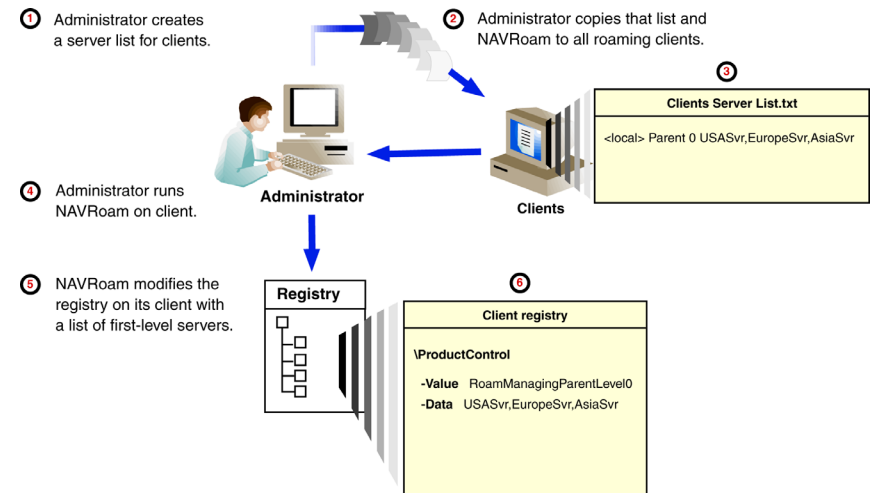 1
Administrator creates
a server list for clients.
2
Administrator copies that list and
NAVRoam to all roaming clients.
3
Clients Server List.txt
<local> Parent 0 USASvr,EuropeSvr,AsiaSvr
Administrator
Clients
4
Administrator runs
NAVRoam on client.
5
NAVRoam modifies the
registry on its client with
a list of first-level servers.
Registry
6
Client registry
\ProductControl
-Value RoamManagingParentLevel0
-Data USASvr,EuropeSvr,AsiaSvr